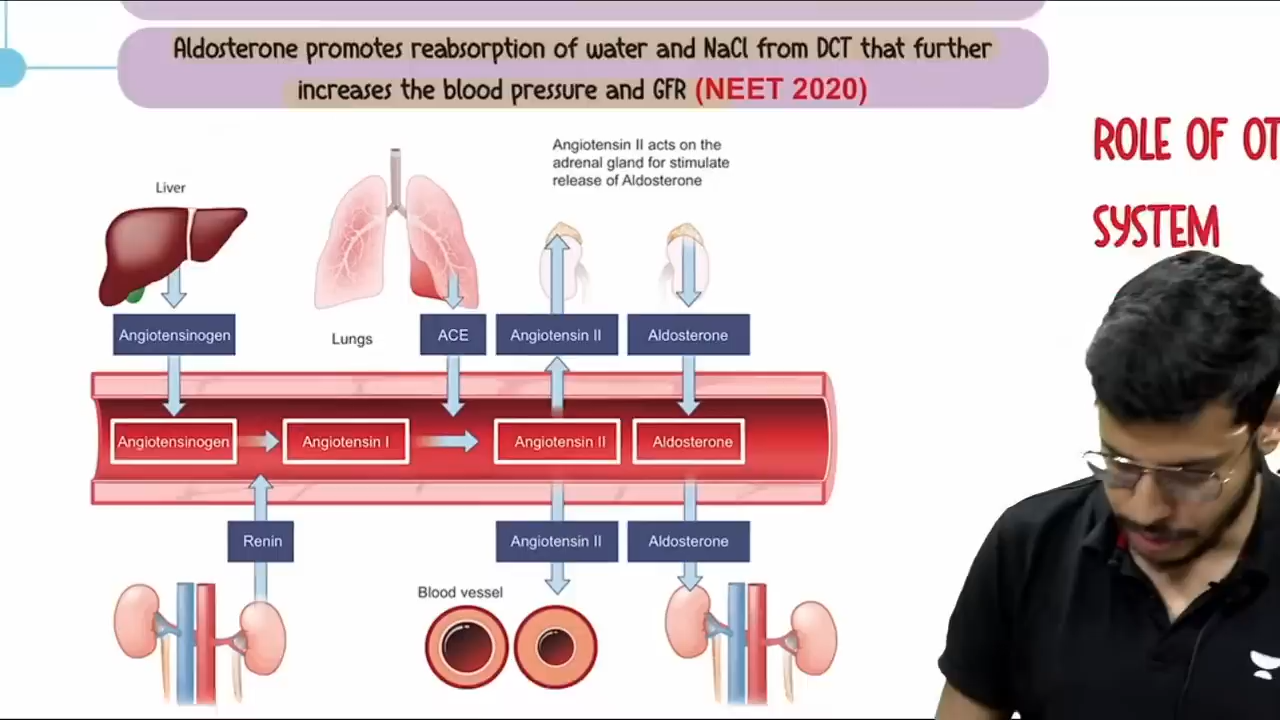 Aldosterone promotes reabsorption of water and NaCl from DCT that further
increases the blood pressure and GFR (NEET 2020)
ROLE OF OT
SYSTEM
Angiotensin II acts on the
adrenal gland for stimulate
release of Aldosterone
Liver
Lungs
Angiotensinogen
ACE
Angiotensin II
Aldosterone
Angiotensinogen
Angiotensin I
Angiotensin II
Aldosterone
Renin
Angiotensin II
Aldosterone
Blood vessel